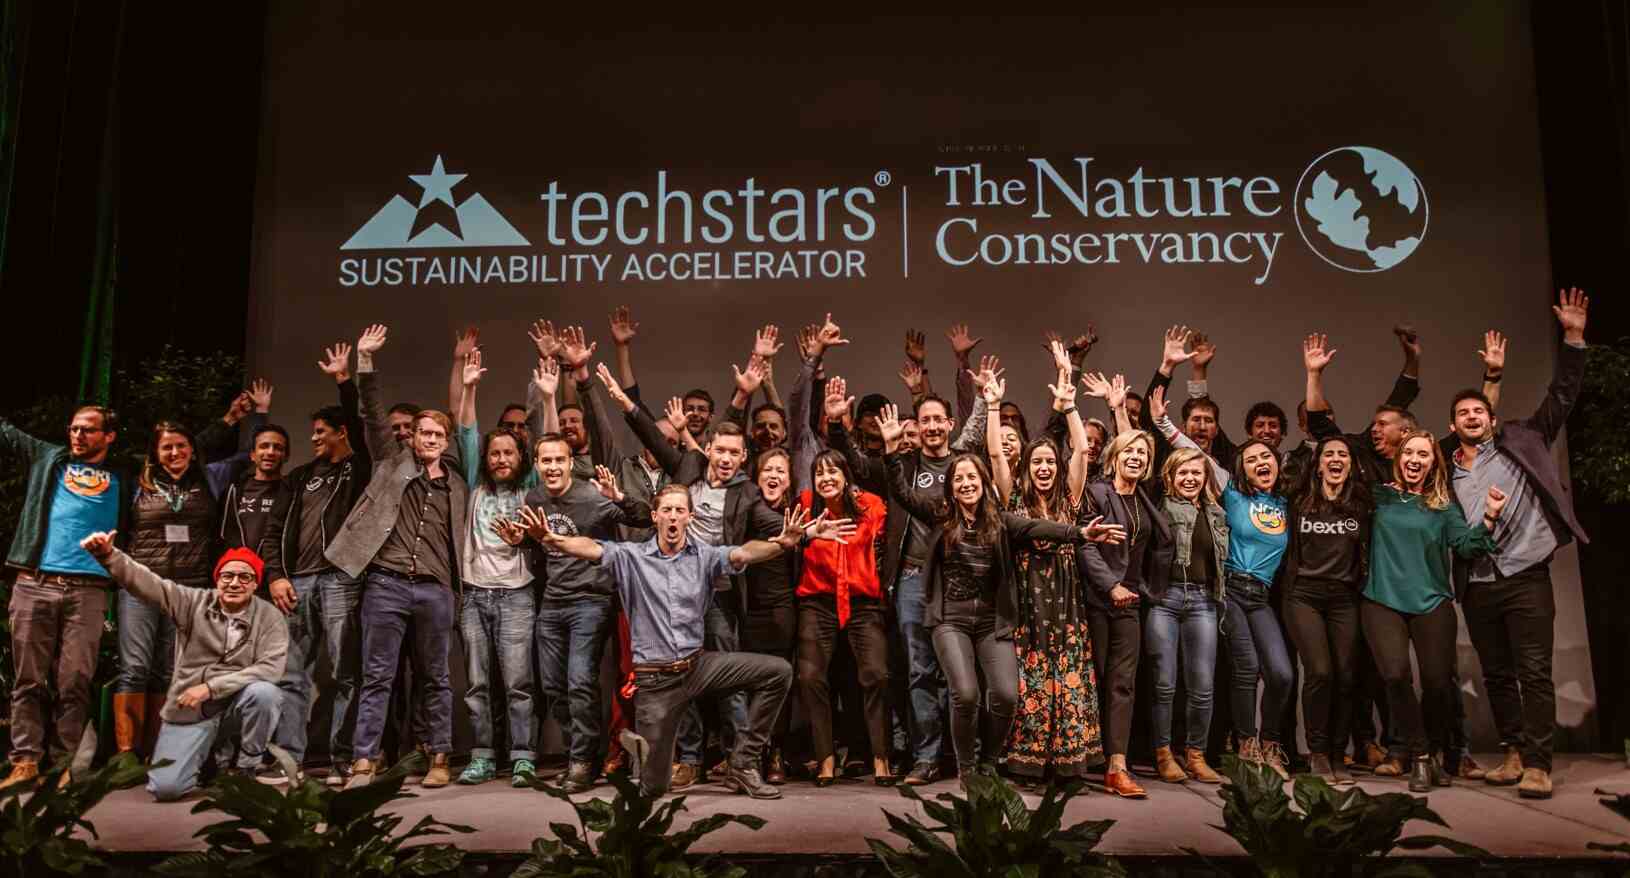 techstars®
SUSTAINABILITY ACCELERATOR
The Nature
Conservancy
NORI
NORI
bext